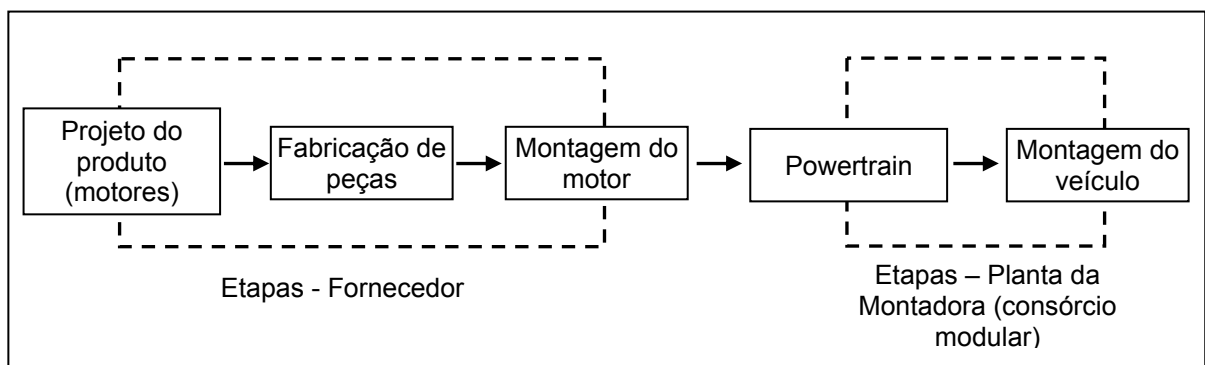 Projeto do
produto
(motores)
Fabricação de
peças
Montagem do
motor
Powertrain
Montagem do
veículo
Etapas - Fornecedor
Etapas – Planta da
Montadora (consórcio
modular)